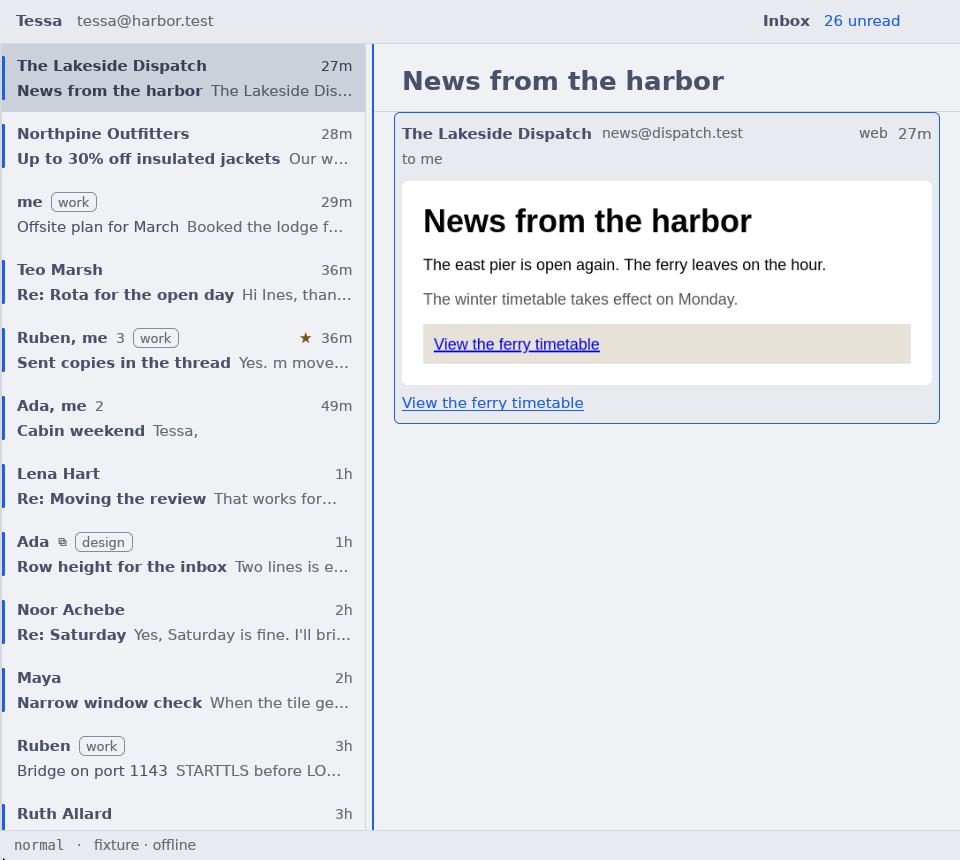 Tessa tessa@harbor.test Inbox 26 unread
The Lakeside Dispatch 27m
News from the harbor The Lakeside Dis…
Northpine Outfitters 28m
Up to 30% off insulated jackets Our w…
me work 29m
Offsite plan for March Booked the lodge f…
Teo Marsh 36m
Re: Rota for the open day Hi Ines, than…
Ruben, me 3 work ★ 36m
Sent copies in the thread Yes. m move…
Ada, me 2 49m
Cabin weekend Tessa,
Lena Hart 1h
Re: Moving the review That works for…
Ada ⧉ design 1h
Row height for the inbox Two lines is e…
Noor Achebe 2h
Re: Saturday Yes, Saturday is fine. I'll bri…
Maya 2h
Narrow window check When the tile ge…
Ruben work 3h
Bridge on port 1143 STARTTLS before LO…
Ruth Allard 3h
News from the harbor
The Lakeside Dispatch news@dispatch.test web 27m
to me
News from the harbor
The east pier is open again. The ferry leaves on the hour.
The winter timetable takes effect on Monday.
View the ferry timetable
View the ferry timetable
normal · fixture · offline